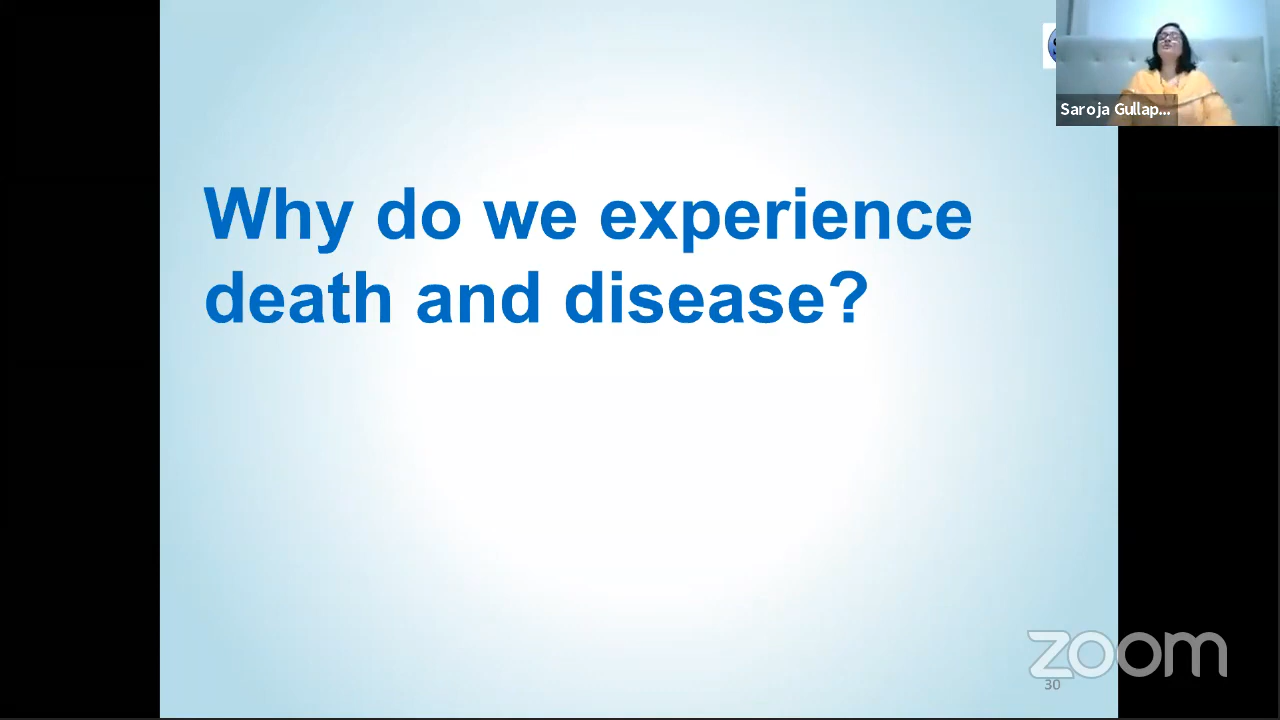 Saroja Gullap...
Why do we experience
death and disease?
zoom
30